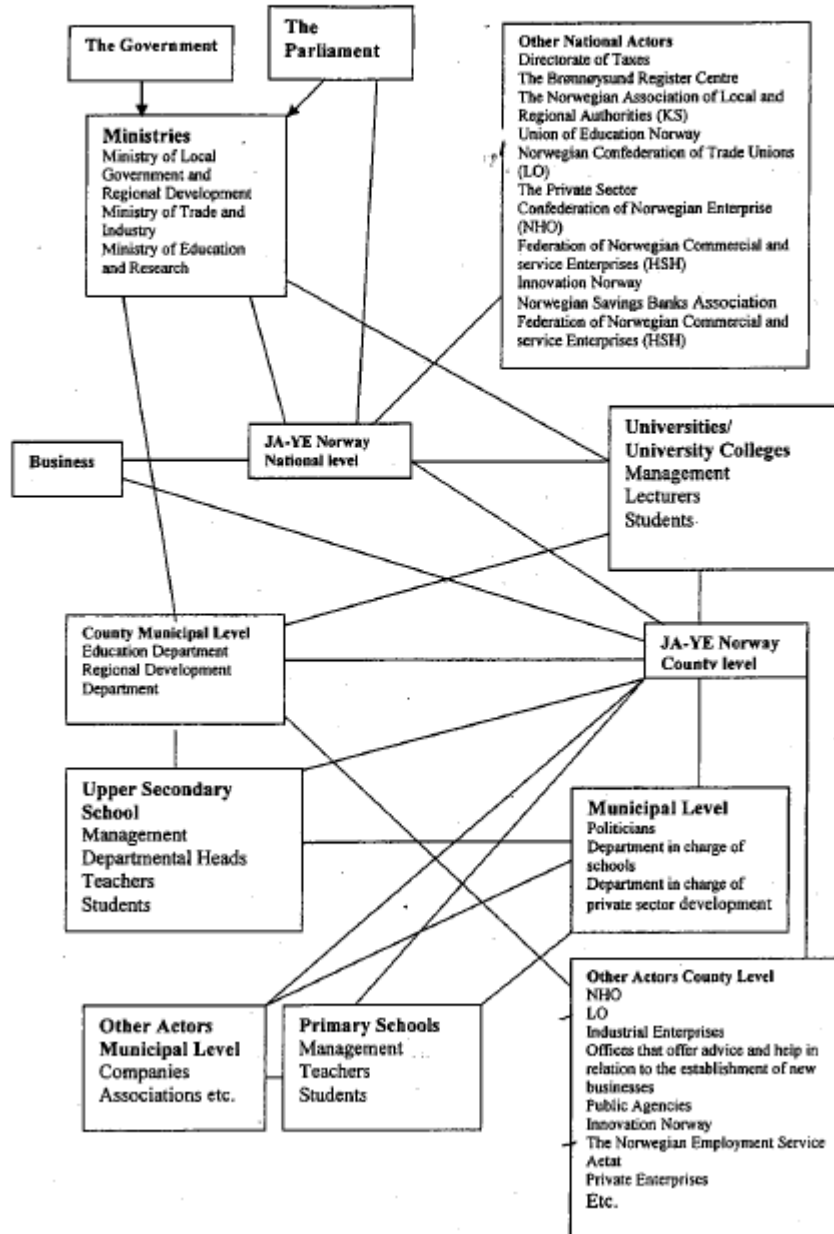 The Government
The
Parliament
Other National Actors
Directorate of Taxes
The Brønnøysund Register Centre
The Norwegian Association of Local and
Regional Authorities (KS)
Union of Education Norway
Norwegian Confederation of Trade Unions
(LO)
The Private Sector
Confederation of Norwegian Enterprise
(NHO)
Federation of Norwegian Commercial and
service Enterprises (HSH)
Innovation Norway
Norwegian Savings Banks Association
Federation of Norwegian Commercial and
service Enterprises (HSH)
Ministries
Ministry of Local
Government and
Regional Development
Ministry of Trade and
Industry
Ministry of Education
and Research
JA-YE Norway
National level
Business
Universities/
University Colleges
Management
Lecturers
Students
County Municipal Level
Education Department
Regional Development
Department
JA-YE Norway
County level
Upper Secondary
School
Management
Departmental Heads
Teachers
Students
Municipal Level
Politicians
Department in charge of
schools
Department in charge of
private sector development
Other Actors
Municipal Level
Companies
Associations etc.
Primary Schools
Management
Teachers
Students
Other Actors County Level
NHO
LO
Industrial Enterprises
Offices that offer advice and help in
relation to the establishment of new
businesses
Public Agencies
Innovation Norway
The Norwegian Employment Service
Aetat
Private Enterprises
Etc.